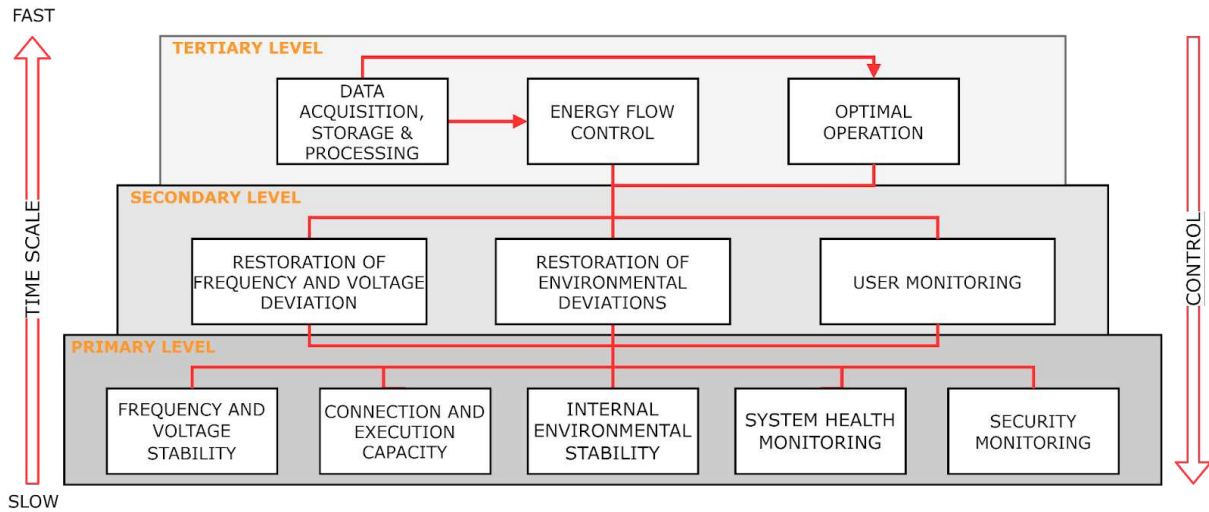 FAST
TERTIARY LEVEL
DATA
ACQUISITION,
STORAGE &
PROCESSING
ENERGY FLOW
CONTROL
OPTIMAL
OPERATION
SECONDARY LEVEL
RESTORATION OF
FREQUENCY AND VOLTAGE
DEVIATION
RESTORATION OF
ENVIRONMENTAL
DEVIATIONS
USER MONITORING
TIME SCALE
CONTROL
PRIMARY LEVEL
FREQUENCY AND
VOLTAGE
STABILITY
CONNECTION AND
EXECUTION
CAPACITY
INTERNAL
ENVIRONMENTAL
STABILITY
SYSTEM HEALTH
MONITORING
SECURITY
MONITORING
SLOW